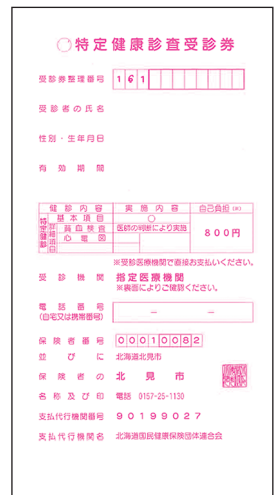 ○特定健康診査受診券
受診券整理番号 161
受診者の氏名
性別・生年月日
有効期間
健診内容 実施内容 自己負担(※)
特定健診 基本項目 ○ 800円
詳細項目 貧血検査 医師の判断により実施
心電図
※受診医療機関で直接お支払いください。
受診機関 指定医療機関
※裏面によりご確認ください。
電話番号 － －
(自宅又は携帯番号)
保険者番号 00010082
並びに 北海道北見市
保険者の 北見市
名称及び印 電話 0157-25-1130
支払代行機関番号 90199027
支払代行機関名 北海道国民健康保険団体連合会